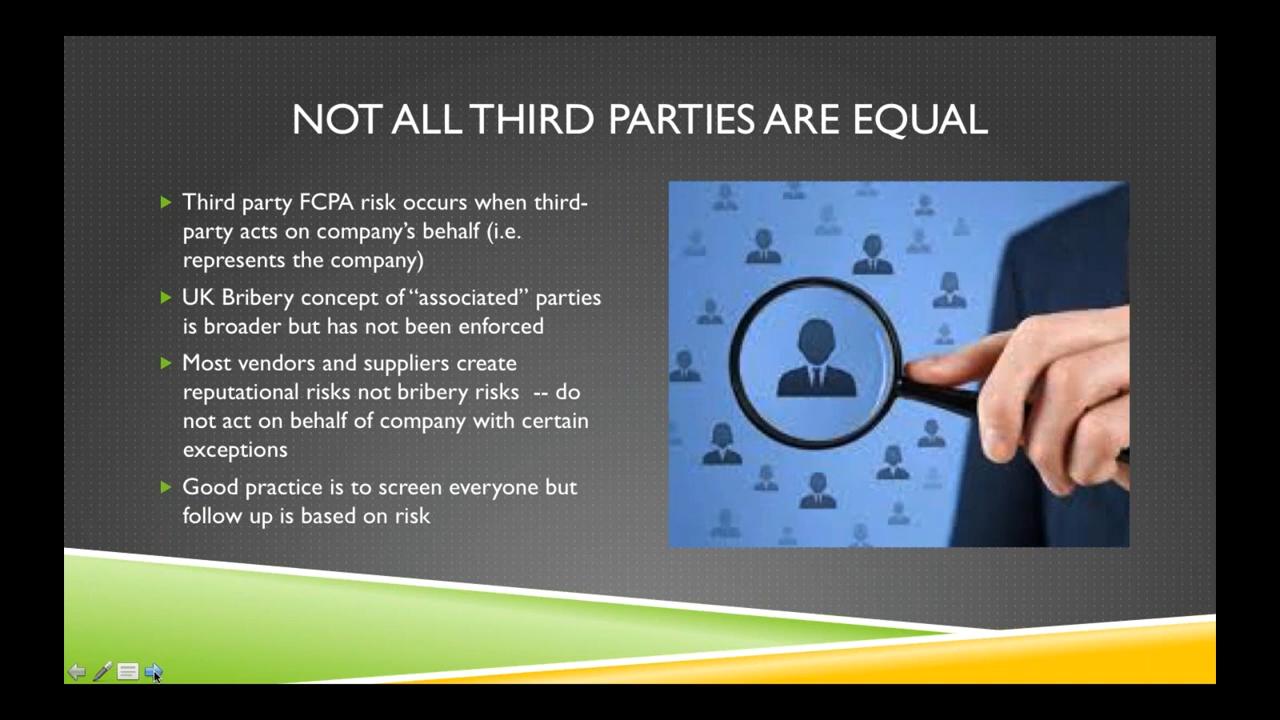 NOT ALL THIRD PARTIES ARE EQUAL
Third party FCPA risk occurs when third-
party acts on company’s behalf (i.e.
represents the company)
UK Bribery concept of “associated” parties
is broader but has not been enforced
Most vendors and suppliers create
reputational risks not bribery risks -- do
not act on behalf of company with certain
exceptions
Good practice is to screen everyone but
follow up is based on risk